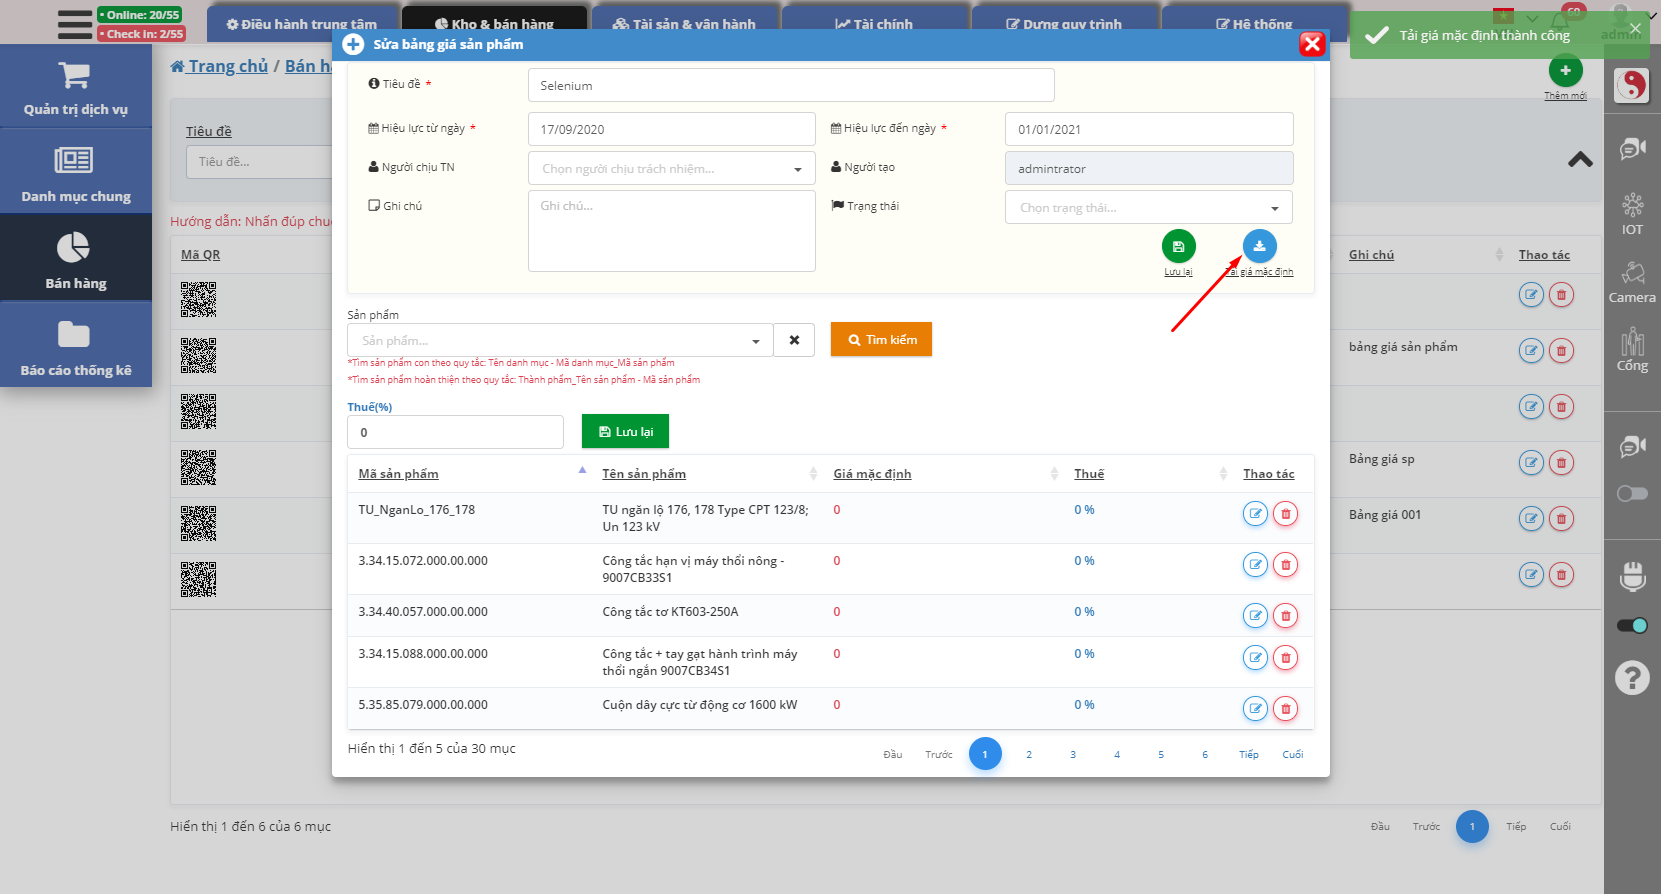 • Online: 20/55
• Check in: 2/55
Điều hành trung tâm
Kho & bán hàng
Tài sản & vận hành
Tài chính
Dựng quy trình
Hệ thống
68
admin
Tải giá mặc định thành công
Quản trị dịch vụ
Danh mục chung
Bán hàng
Báo cáo thống kê
Trang chủ / Bán h
Thêm mới
Tiêu đề
Tiêu đề...
Hướng dẫn: Nhấn đúp chu
Mã QR
Ghi chú
Thao tác
bảng giá sản phẩm
Bảng giá sp
Bảng giá 001
Hiển thị 1 đến 6 của 6 mục
Đầu Trước 1 Tiếp Cuối
IOT
Camera
Cổng
Sửa bảng giá sản phẩm
Tiêu đề *
Selenium
Hiệu lực từ ngày *
17/09/2020
Hiệu lực đến ngày *
01/01/2021
Người chịu TN
Chọn người chịu trách nhiệm...
Người tạo
admintrator
Ghi chú
Ghi chú...
Trạng thái
Chọn trạng thái...
Lưu lại
Tải giá mặc định
Sản phẩm
Sản phẩm...
Tìm kiếm
*Tìm sản phẩm con theo quy tắc: Tên danh mục - Mã danh mục_Mã sản phẩm
*Tìm sản phẩm hoàn thiện theo quy tắc: Thành phẩm_Tên sản phẩm - Mã sản phẩm
Thuế(%)
0
Lưu lại
Mã sản phẩm Tên sản phẩm Giá mặc định Thuế Thao tác
TU_NganLo_176_178 TU ngăn lộ 176, 178 Type CPT 123/8; 0 0 %
Un 123 kV
3.34.15.072.000.00.000 Công tắc hạn vị máy thổi nông - 0 0 %
9007CB33S1
3.34.40.057.000.00.000 Công tắc tơ KT603-250A 0 0 %
3.34.15.088.000.00.000 Công tắc + tay gạt hành trình máy 0 0 %
thổi ngắn 9007CB34S1
5.35.85.079.000.00.000 Cuộn dây cực từ động cơ 1600 kW 0 0 %
Hiển thị 1 đến 5 của 30 mục
Đầu Trước 1 2 3 4 5 6 Tiếp Cuối